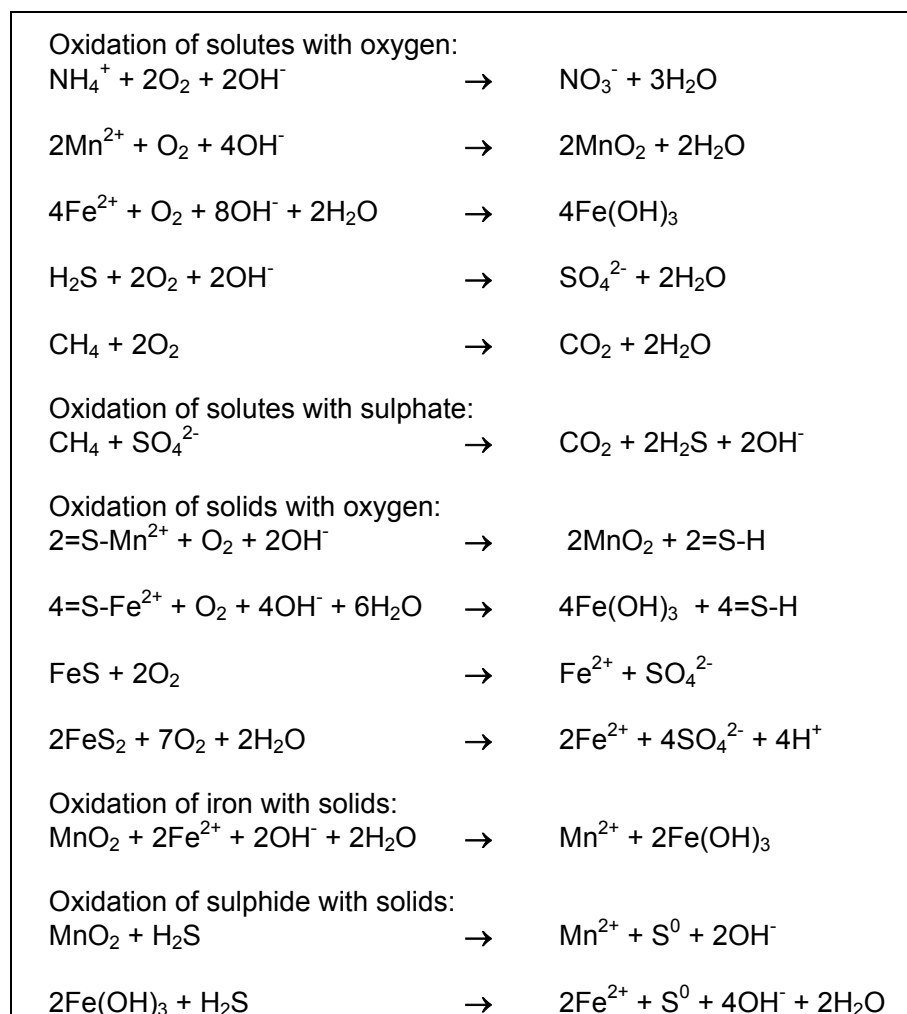 Oxidation of solutes with oxygen:
NH₄⁺ + 2O₂ + 2OH⁻ → NO₃⁻ + 3H₂O
2Mn²⁺ + O₂ + 4OH⁻ → 2MnO₂ + 2H₂O
4Fe²⁺ + O₂ + 8OH⁻ + 2H₂O → 4Fe(OH)₃
H₂S + 2O₂ + 2OH⁻ → SO₄²⁻ + 2H₂O
CH₄ + 2O₂ → CO₂ + 2H₂O
Oxidation of solutes with sulphate:
CH₄ + SO₄²⁻ → CO₂ + 2H₂S + 2OH⁻
Oxidation of solids with oxygen:
2=S-Mn²⁺ + O₂ + 2OH⁻ → 2MnO₂ + 2=S-H
4=S-Fe²⁺ + O₂ + 4OH⁻ + 6H₂O → 4Fe(OH)₃ + 4=S-H
FeS + 2O₂ → Fe²⁺ + SO₄²⁻
2FeS₂ + 7O₂ + 2H₂O → 2Fe²⁺ + 4SO₄²⁻ + 4H⁺
Oxidation of iron with solids:
MnO₂ + 2Fe²⁺ + 2OH⁻ + 2H₂O → Mn²⁺ + 2Fe(OH)₃
Oxidation of sulphide with solids:
MnO₂ + H₂S → Mn²⁺ + S⁰ + 2OH⁻
2Fe(OH)₃ + H₂S → 2Fe²⁺ + S⁰ + 4OH⁻ + 2H₂O